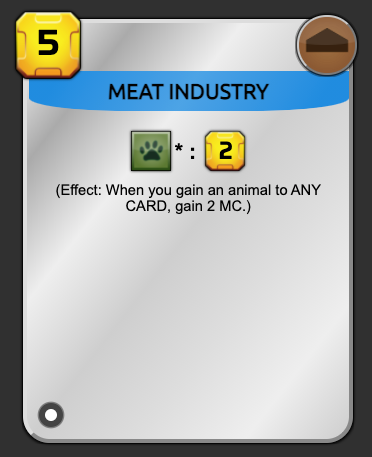 5
MEAT INDUSTRY
* : 2
(Effect: When you gain an animal to ANY
CARD, gain 2 MC.)